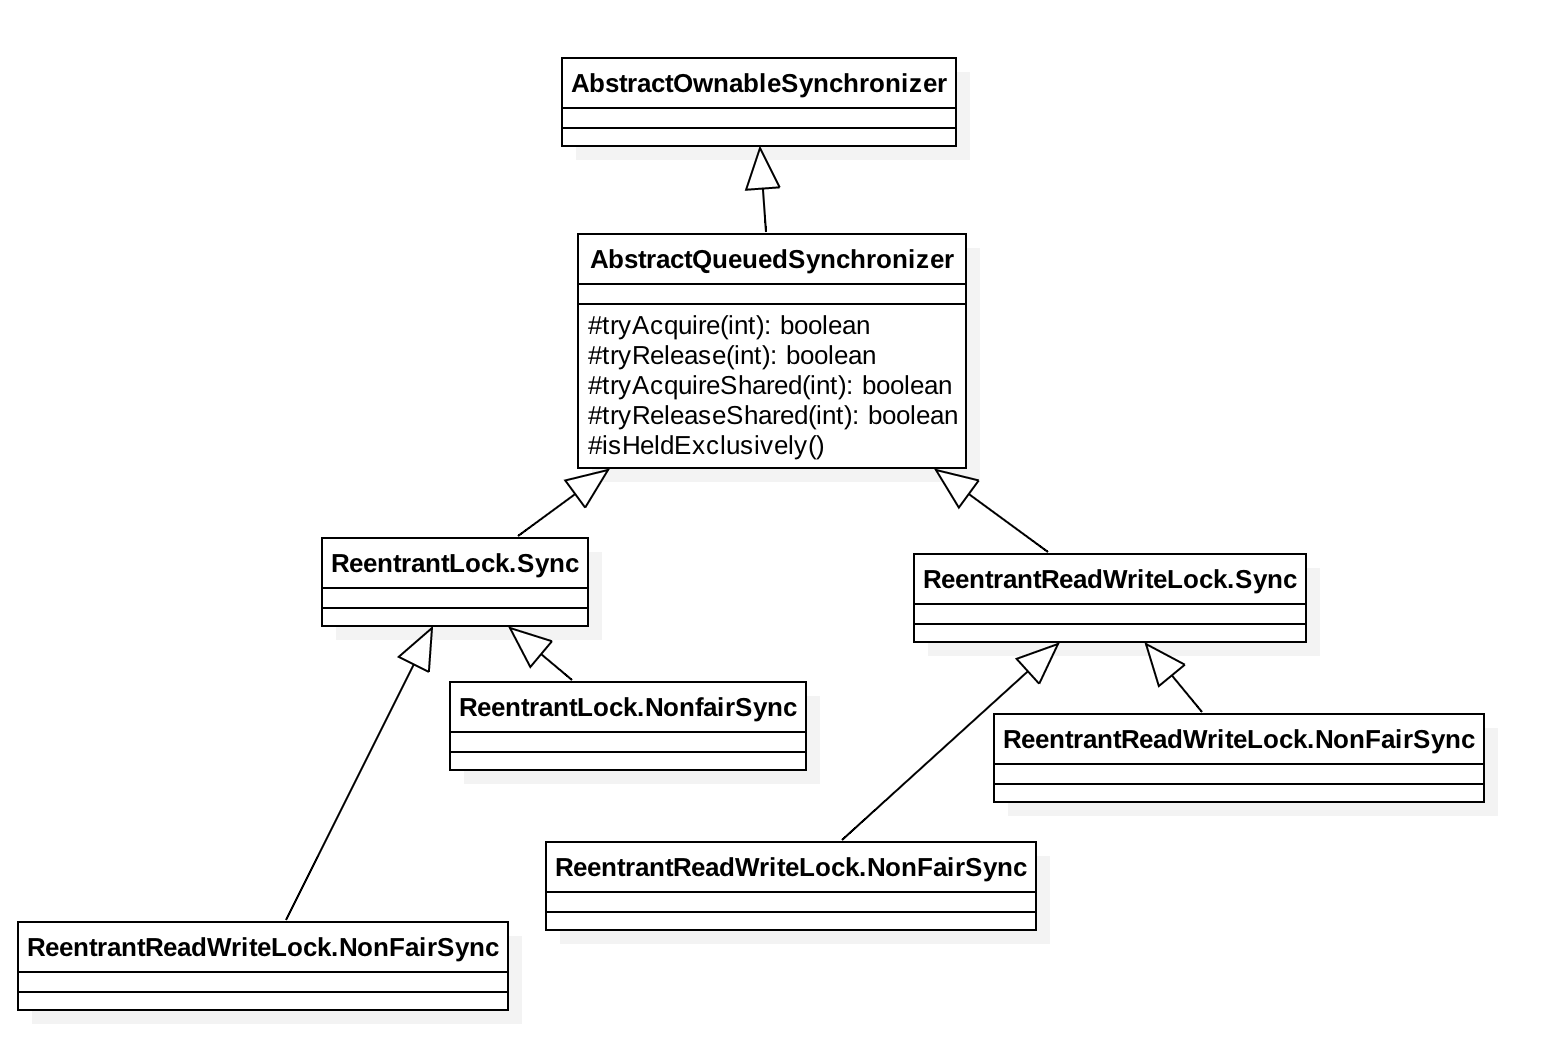 AbstractOwnableSynchronizer
AbstractQueuedSynchronizer
#tryAcquire(int): boolean
#tryRelease(int): boolean
#tryAcquireShared(int): boolean
#tryReleaseShared(int): boolean
#isHeldExclusively()
ReentrantLock.Sync
ReentrantReadWriteLock.Sync
ReentrantLock.NonfairSync
ReentrantReadWriteLock.NonFairSync
ReentrantReadWriteLock.NonFairSync
ReentrantReadWriteLock.NonFairSync